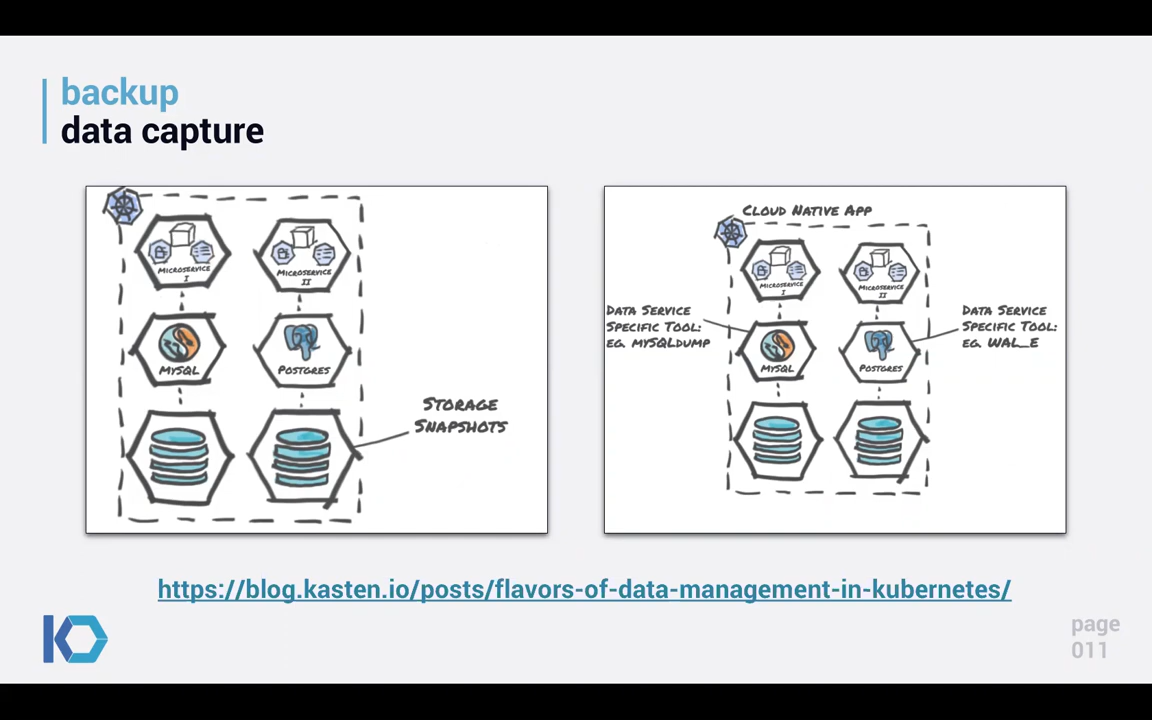 backup
data capture
Microservice
I
Microservice
II
MySQL
Postgres
Storage
Snapshots
Cloud Native App
Microservice
I
Microservice
II
Data Service
Specific Tool:
eg. mySQLdump
Data Service
Specific Tool:
eg. WAL_E
MySQL
Postgres
https://blog.kasten.io/posts/flavors-of-data-management-in-kubernetes/
page
011